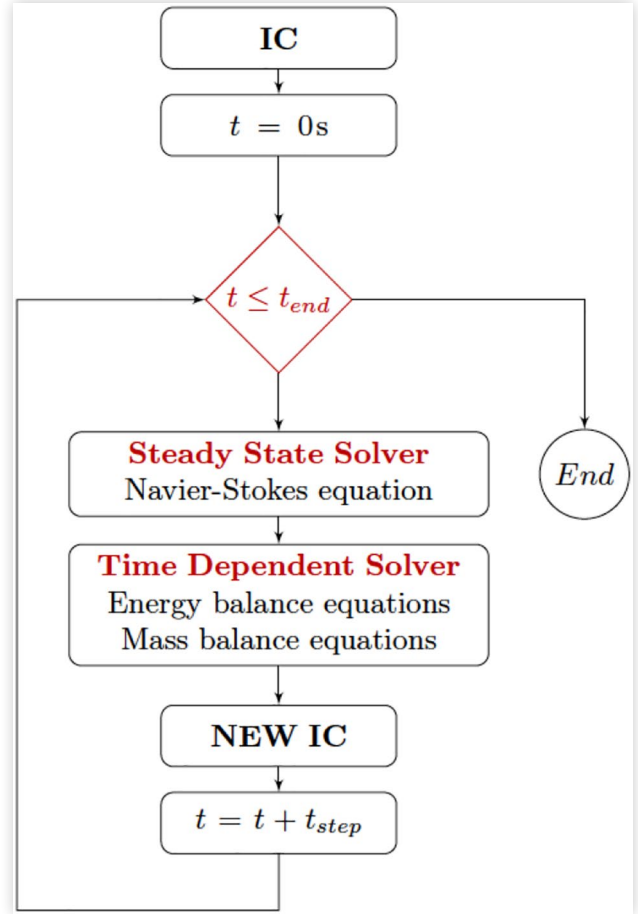 IC
t = 0s
t ≤ t_end
Steady State Solver
Navier-Stokes equation
End
Time Dependent Solver
Energy balance equations
Mass balance equations
NEW IC
t = t + t_step